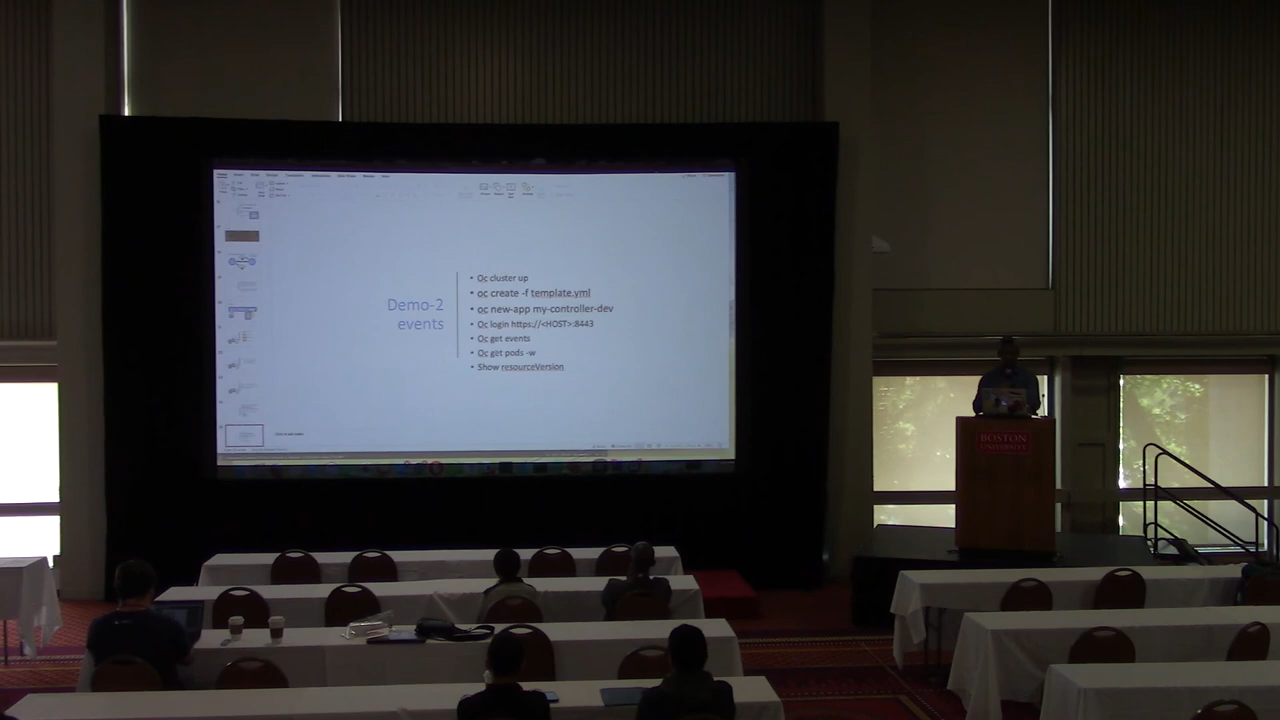 Demo-2
events
• Oc cluster up
• oc create -f template.yml
• oc new-app my-controller-dev
• Oc login https://<HOST>:8443
• Oc get events
• Oc get pods -w
• Show resourceVersion
BOSTON
UNIVERSITY